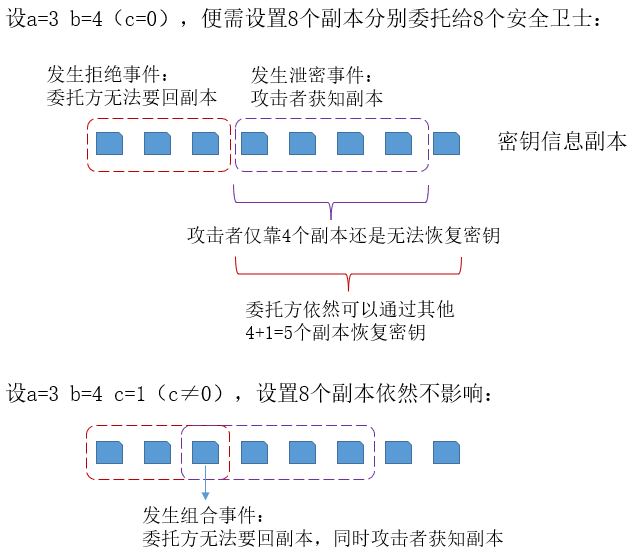 设a=3 b=4（c=0），便需设置8个副本分别委托给8个安全卫士：
发生拒绝事件：
委托方无法要回副本
发生泄密事件：
攻击者获知副本
密钥信息副本
攻击者仅靠4个副本还是无法恢复密钥
委托方依然可以通过其他
4+1=5个副本恢复密钥
设a=3 b=4 c=1（c≠0），设置8个副本依然不影响：
发生组合事件：
委托方无法要回副本，同时攻击者获知副本